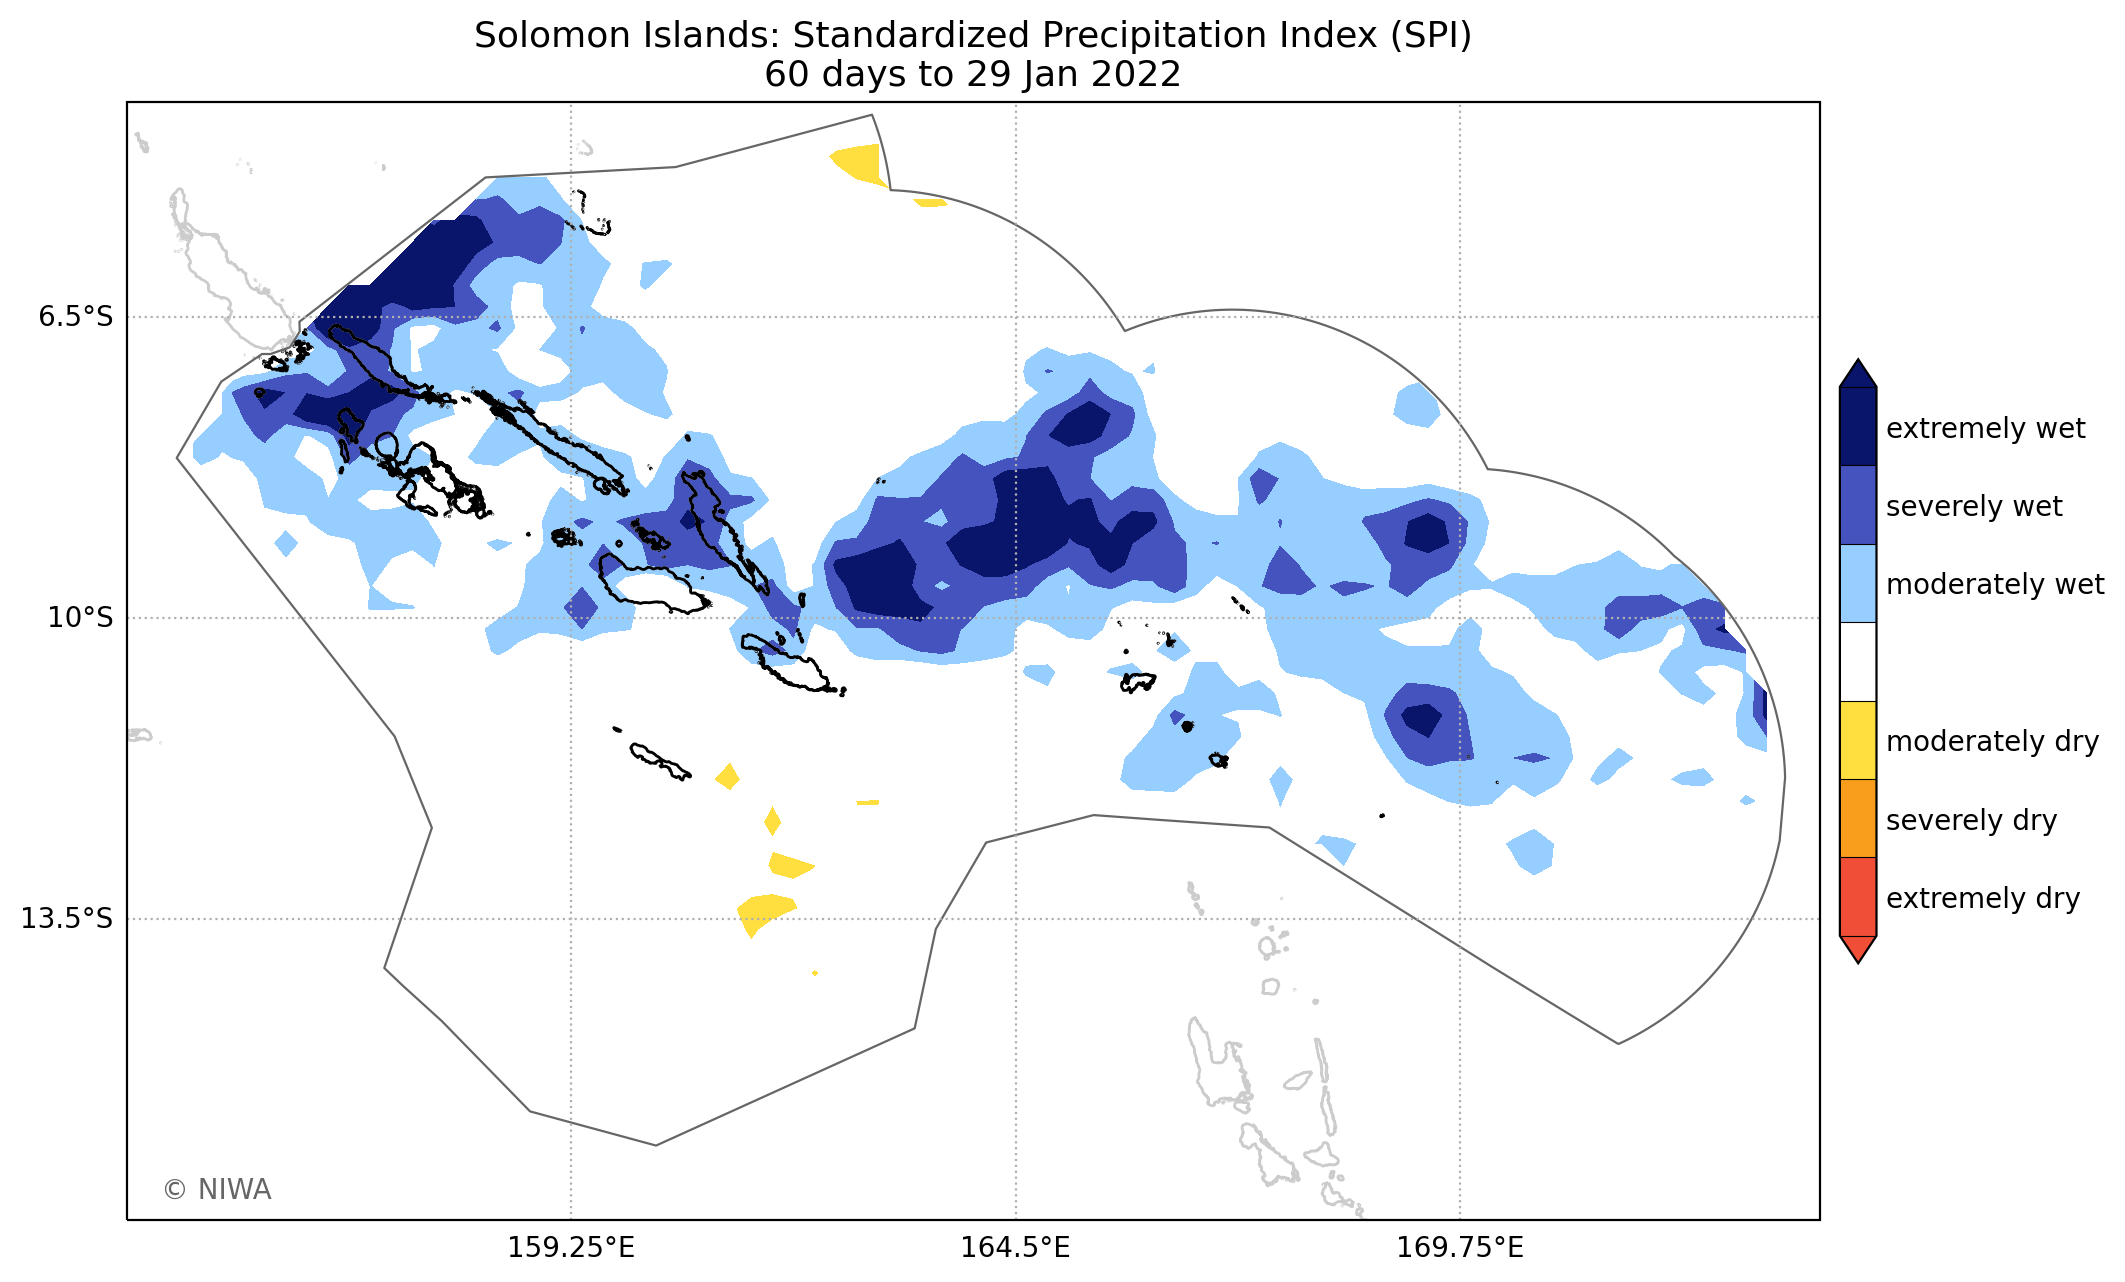 Solomon Islands: Standardized Precipitation Index (SPI)
60 days to 29 Jan 2022
6.5°S
10°S
13.5°S
159.25°E
164.5°E
169.75°E
extremely wet
severely wet
moderately wet
moderately dry
severely dry
extremely dry
© NIWA